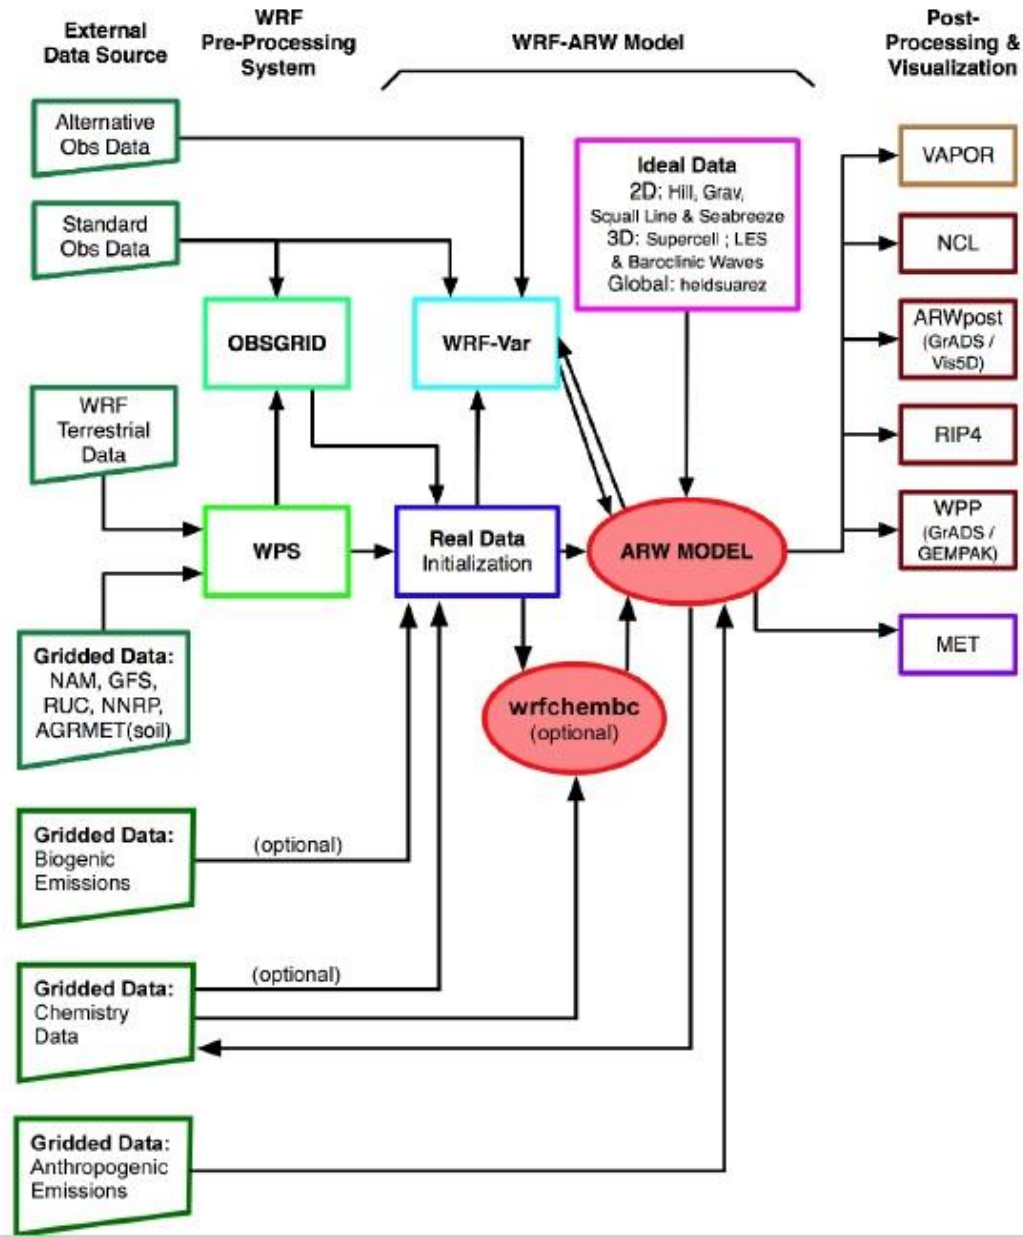 External
Data Source
WRF
Pre-Processing
System
WRF-ARW Model
Post-
Processing &
Visualization
Alternative
Obs Data
Standard
Obs Data
WRF
Terrestrial
Data
Gridded Data:
NAM, GFS,
RUC, NNRP,
AGRMET(soil)
Gridded Data:
Biogenic
Emissions
Gridded Data:
Chemistry
Data
Gridded Data:
Anthropogenic
Emissions
(optional)
(optional)
OBSGRID
WPS
WRF-Var
Real Data
Initialization
wrfchembc
(optional)
Ideal Data
2D: Hill, Grav,
Squall Line & Seabreeze
3D: Supercell ; LES
& Baroclinic Waves
Global: heldsuarez
ARW MODEL
VAPOR
NCL
ARWpost
(GrADS /
Vis5D)
RIP4
WPP
(GrADS /
GEMPAK)
MET